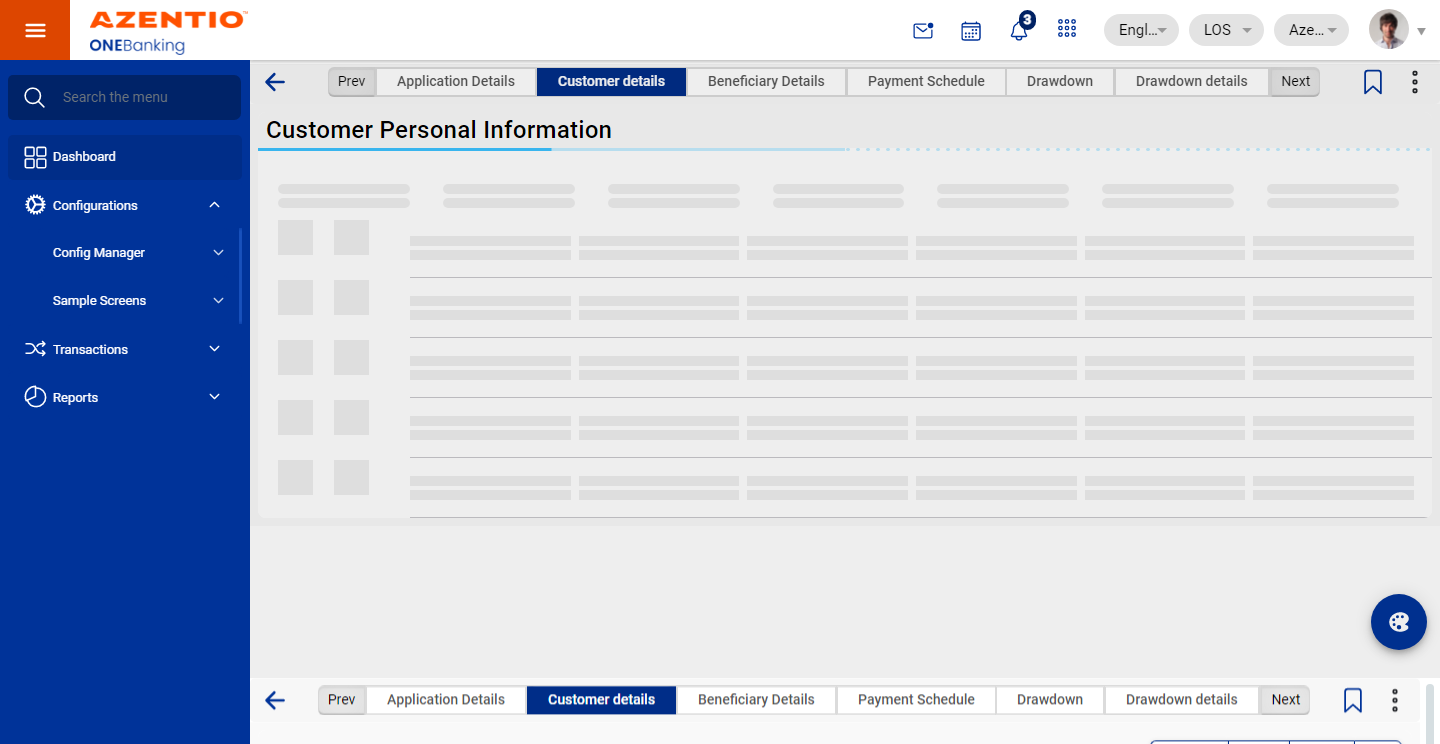 AZENTIO™
ONEBanking
3
Engl...
LOS
Aze...
Search the menu
Dashboard
Configurations
Config Manager
Sample Screens
Transactions
Reports
Prev Application Details Customer details Beneficiary Details Payment Schedule Drawdown Drawdown details Next
Customer Personal Information
Prev Application Details Customer details Beneficiary Details Payment Schedule Drawdown Drawdown details Next